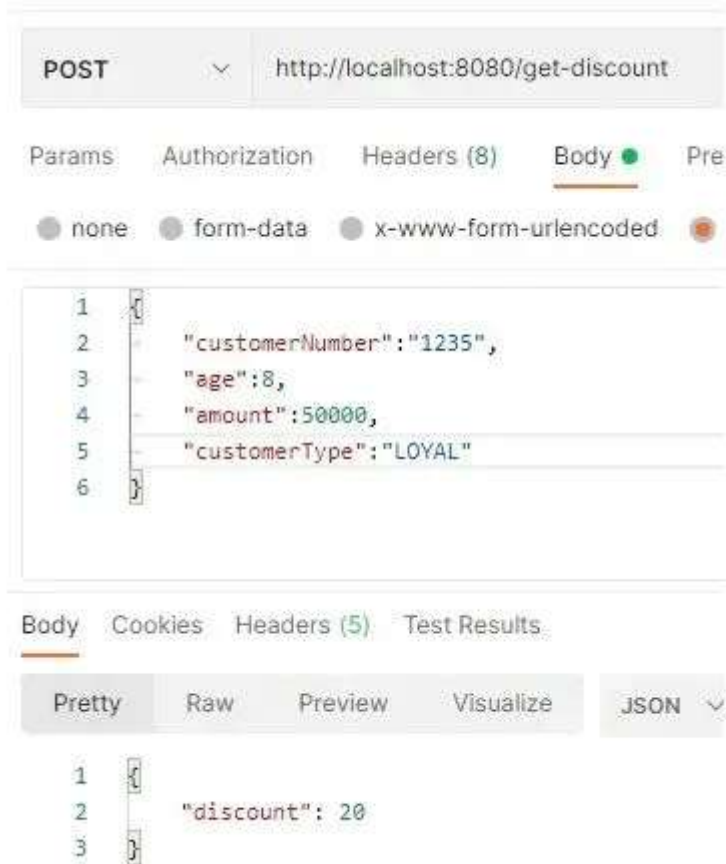 POST http://localhost:8080/get-discount
Params Authorization Headers (8) Body Pre
none form-data x-www-form-urlencoded
1 {
2 "customerNumber":"1235",
3 "age":8,
4 "amount":50000,
5 "customerType":"LOYAL"
6 }
Body Cookies Headers (5) Test Results
Pretty Raw Preview Visualize JSON
1 {
2 "discount": 20
3 }